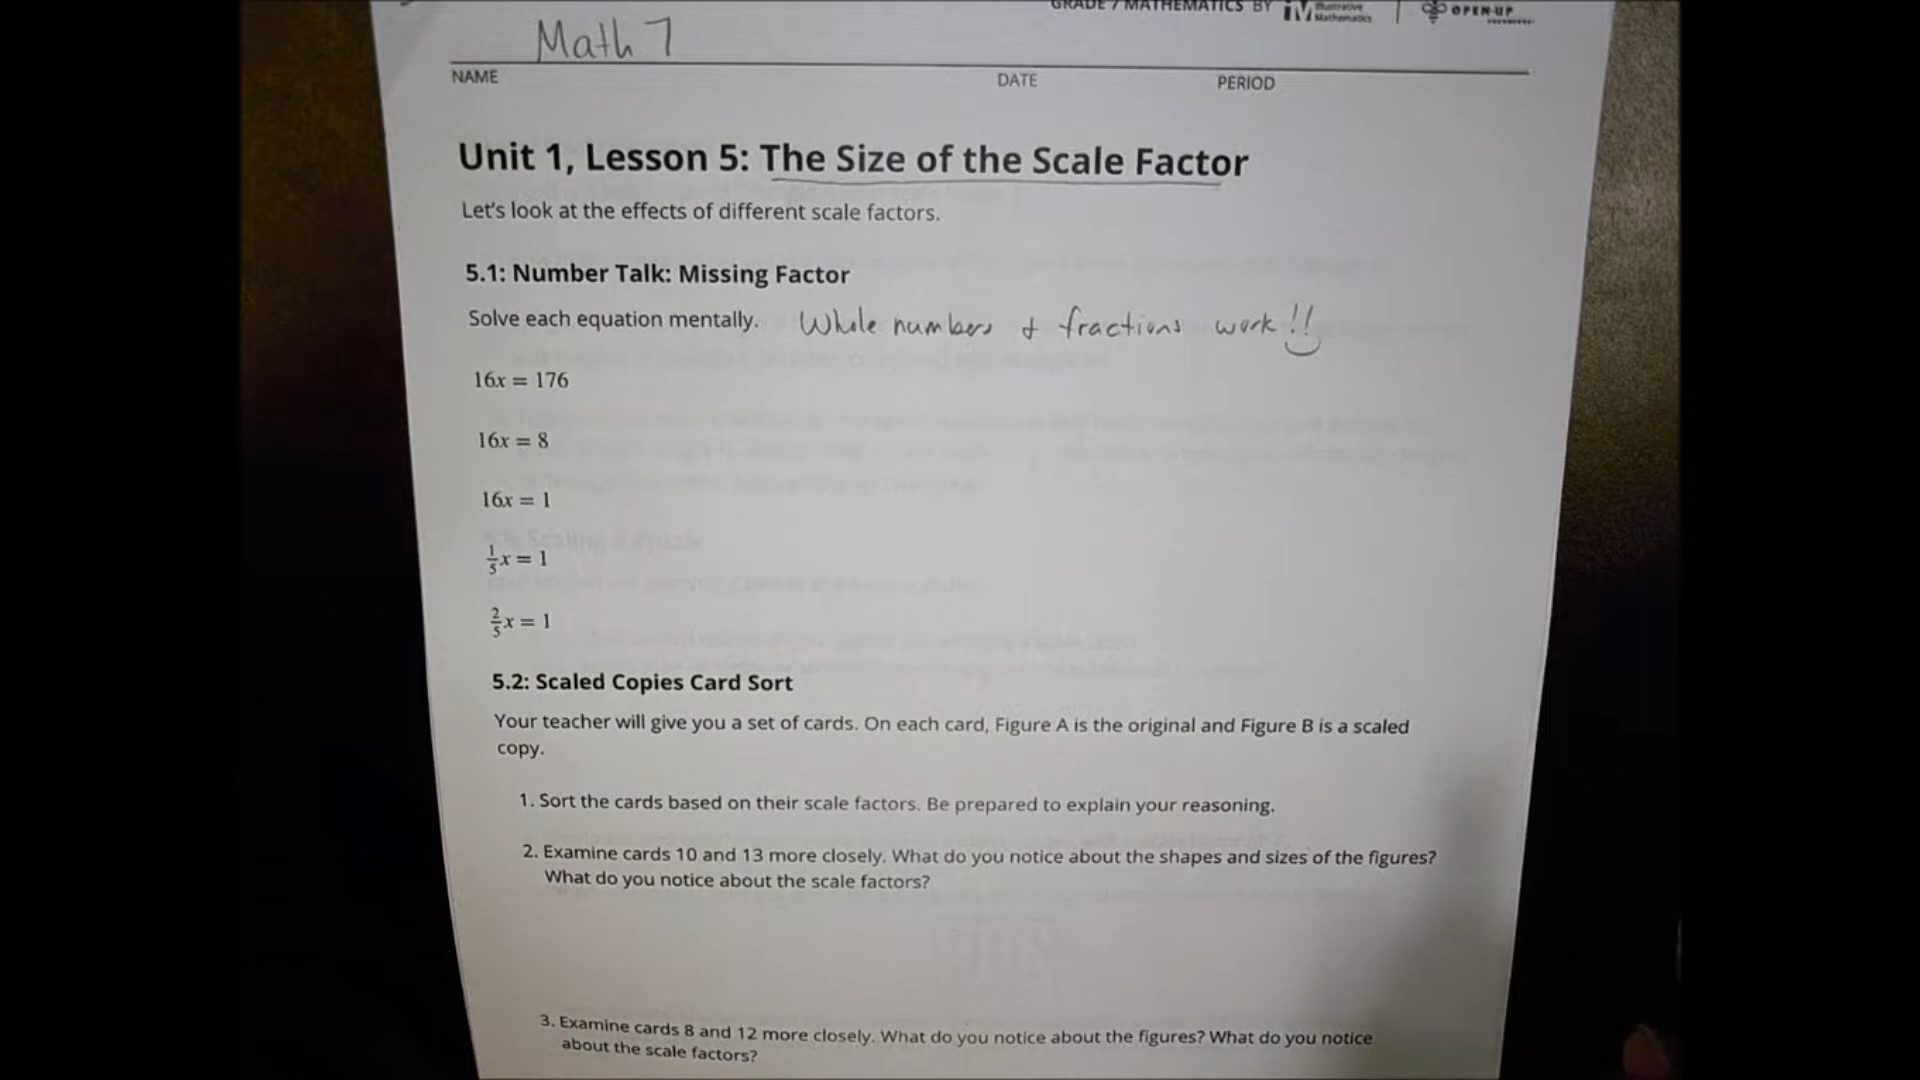 GRADE 7 MATHEMATICS BY Illustrative Mathematics OPEN-UP
Math 7
NAME DATE PERIOD
Unit 1, Lesson 5: The Size of the Scale Factor
Let's look at the effects of different scale factors.
5.1: Number Talk: Missing Factor
Solve each equation mentally. Whole numbers & fractions work!!
16x = 176
16x = 8
16x = 1
1/5x = 1
2/5x = 1
5.2: Scaled Copies Card Sort
Your teacher will give you a set of cards. On each card, Figure A is the original and Figure B is a scaled
copy.
1. Sort the cards based on their scale factors. Be prepared to explain your reasoning.
2. Examine cards 10 and 13 more closely. What do you notice about the shapes and sizes of the figures?
What do you notice about the scale factors?
3. Examine cards 8 and 12 more closely. What do you notice about the figures? What do you notice
about the scale factors?